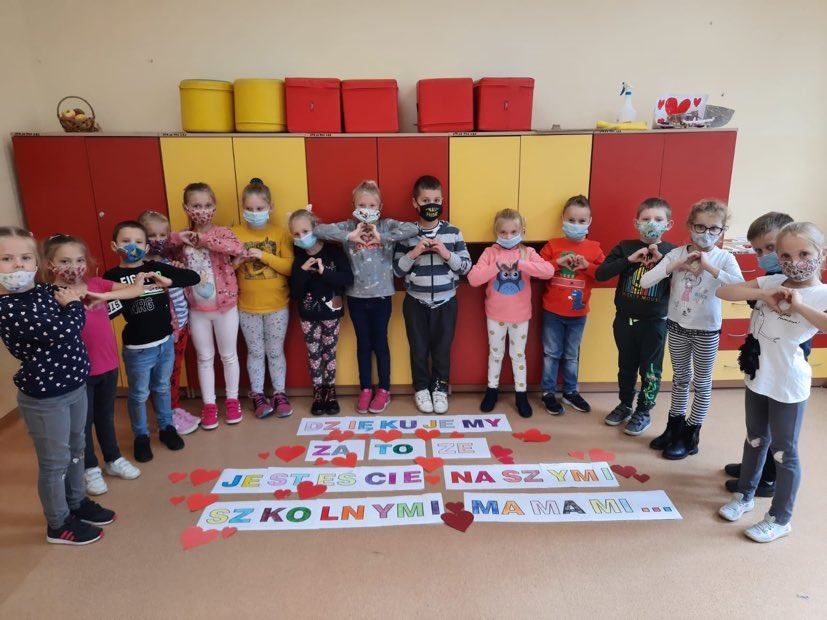 DZIĘKUJEMY
ZA TO ŻE
JESTEŚCIE NASZYMI
SZKOLNYMI MAMAMI...